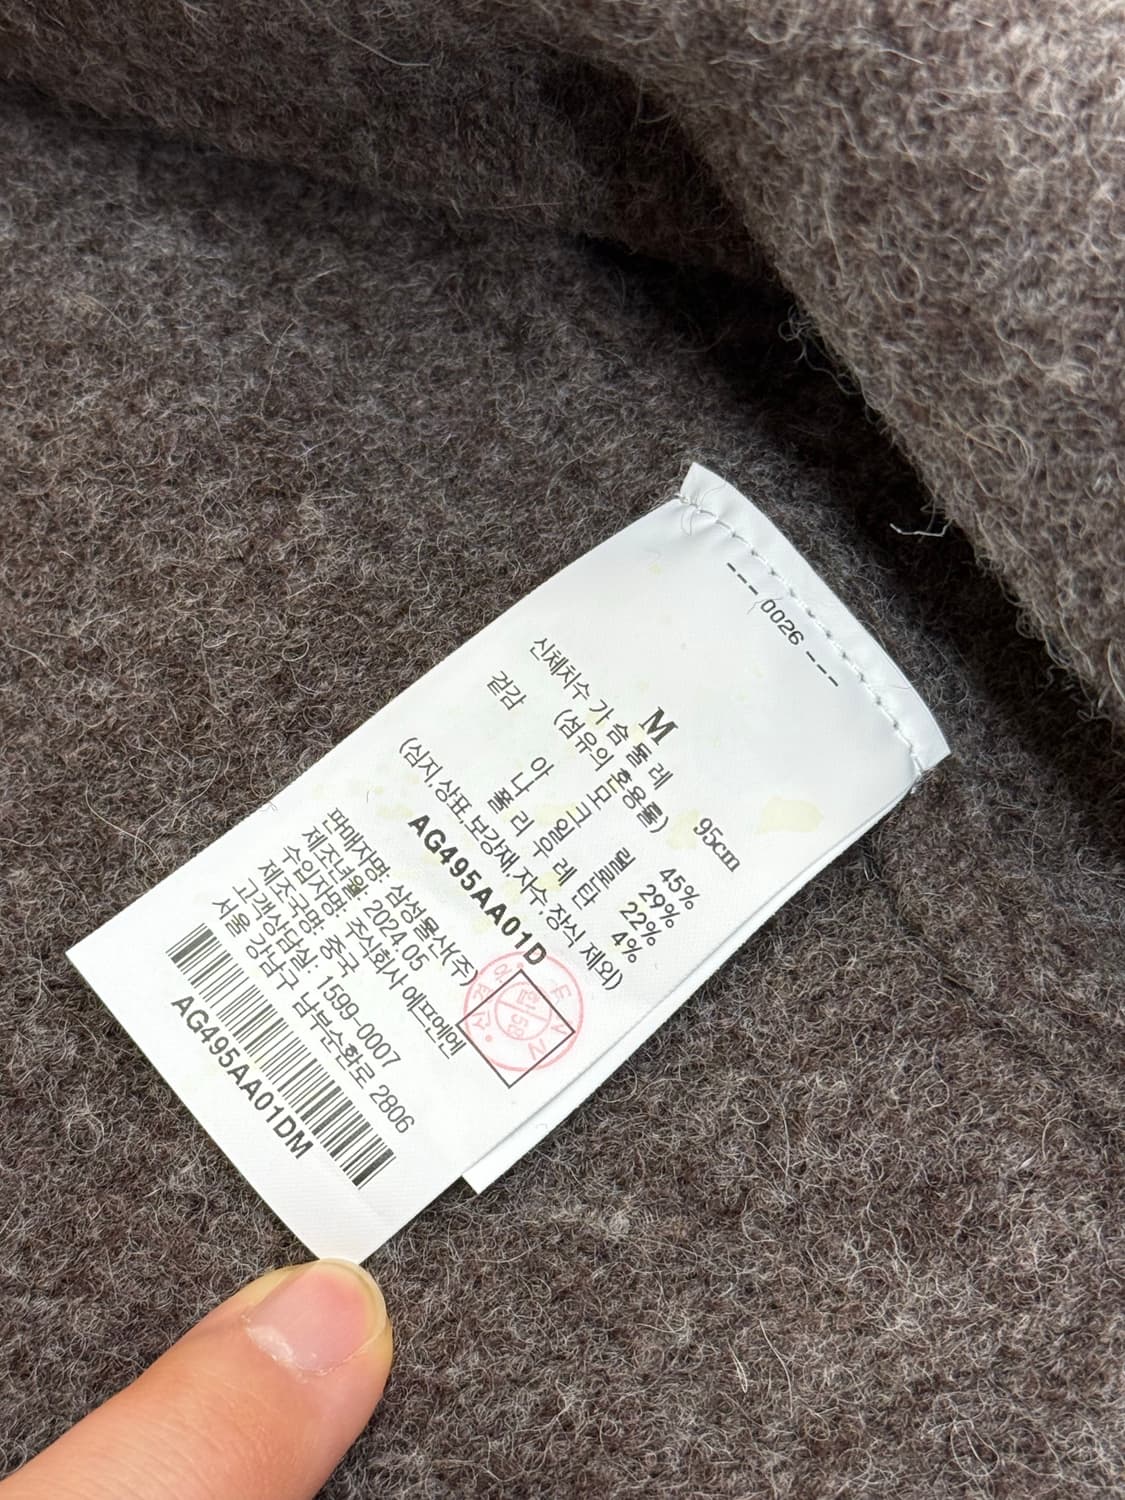 --- 0026 ---
M
신체치수 가 슴 둘 레 95cm
(섬유의 혼용률)
겉감 아 크 릴 45%
울 29%
나 일 론 22%
폴 리 우 레 탄 4%
(심지,상표,보강재,자수,장식 제외)
AG495AA01D
판매자명: 삼성물산(주)
제조년월: 2024.05
수입자명: 주식회사 에프엔엔
제조국명: 중국
고객상담실: 1599-0007
서울 강남구 남부순환로 2806
AG495AA01DM